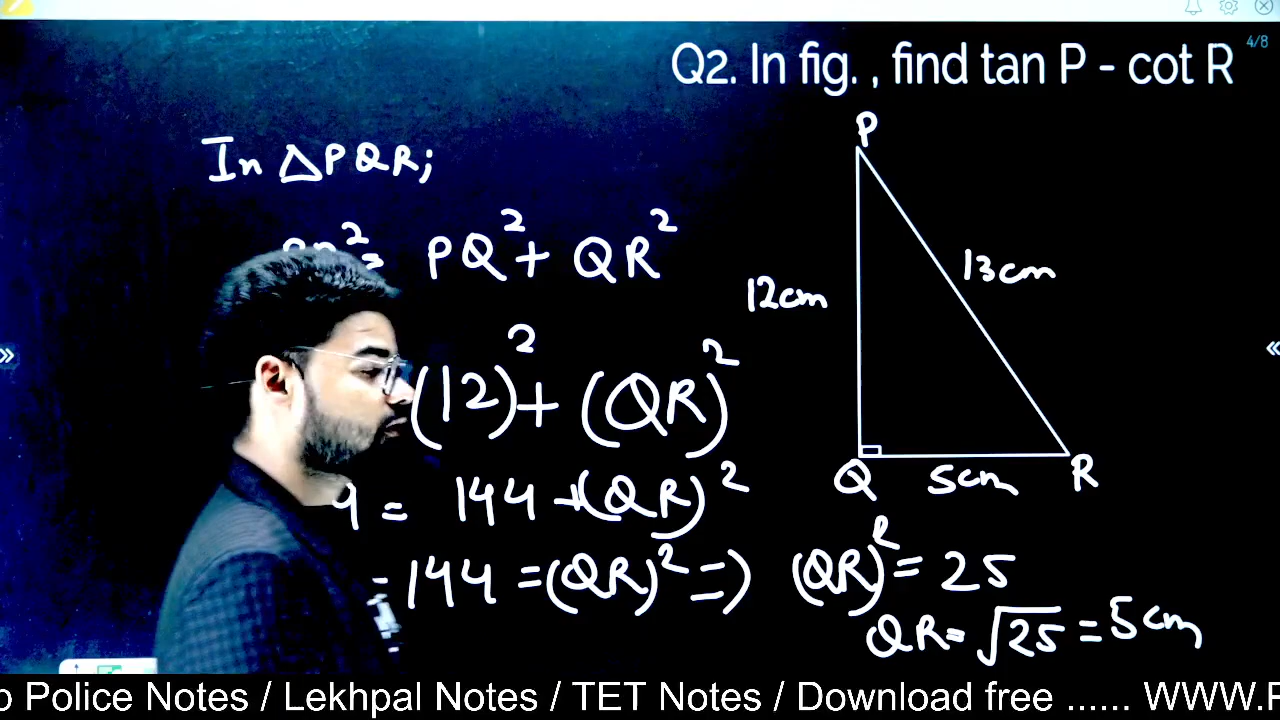 4/8
Q2. In fig. , find tan P - cot R
In △PQR;
² = PQ² + QR²
(12)² + (QR)²
9 = 144 + (QR)²
- 144 = (QR)² => (QR)² = 25
QR = √25 = 5cm
P
12cm
13cm
Q
5cm
R
Police Notes / Lekhpal Notes / TET Notes / Download free ...... WWW.